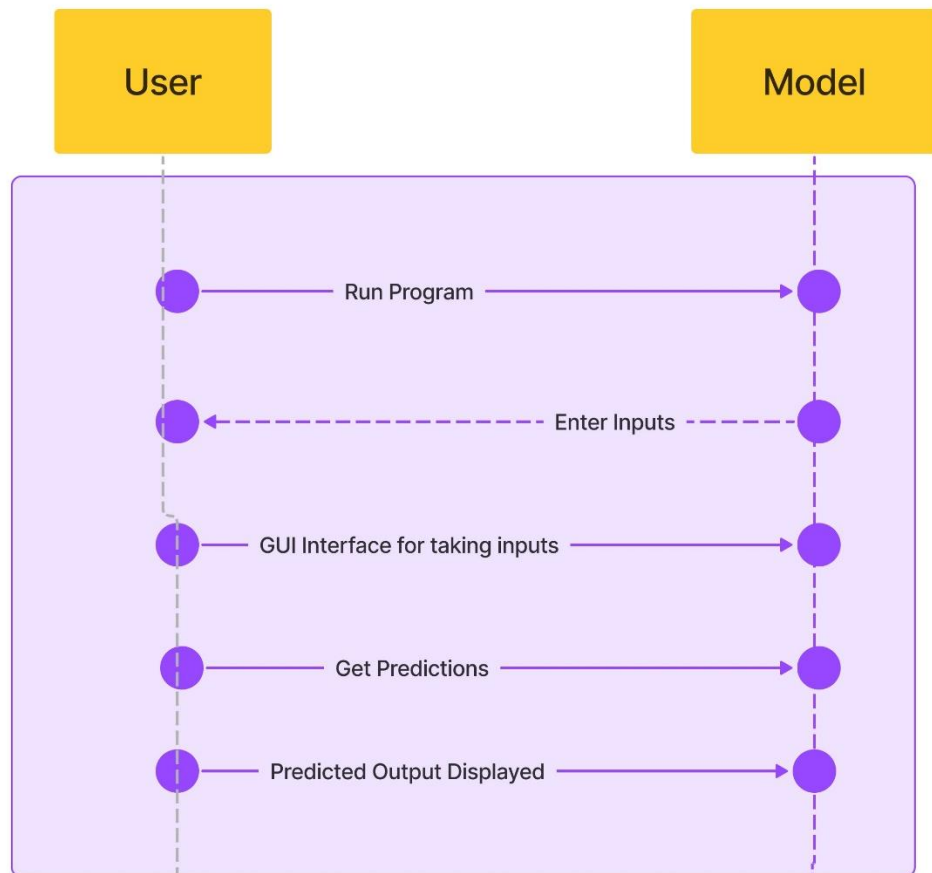 User
Model
Run Program
Enter Inputs
GUI Interface for taking inputs
Get Predictions
Predicted Output Displayed